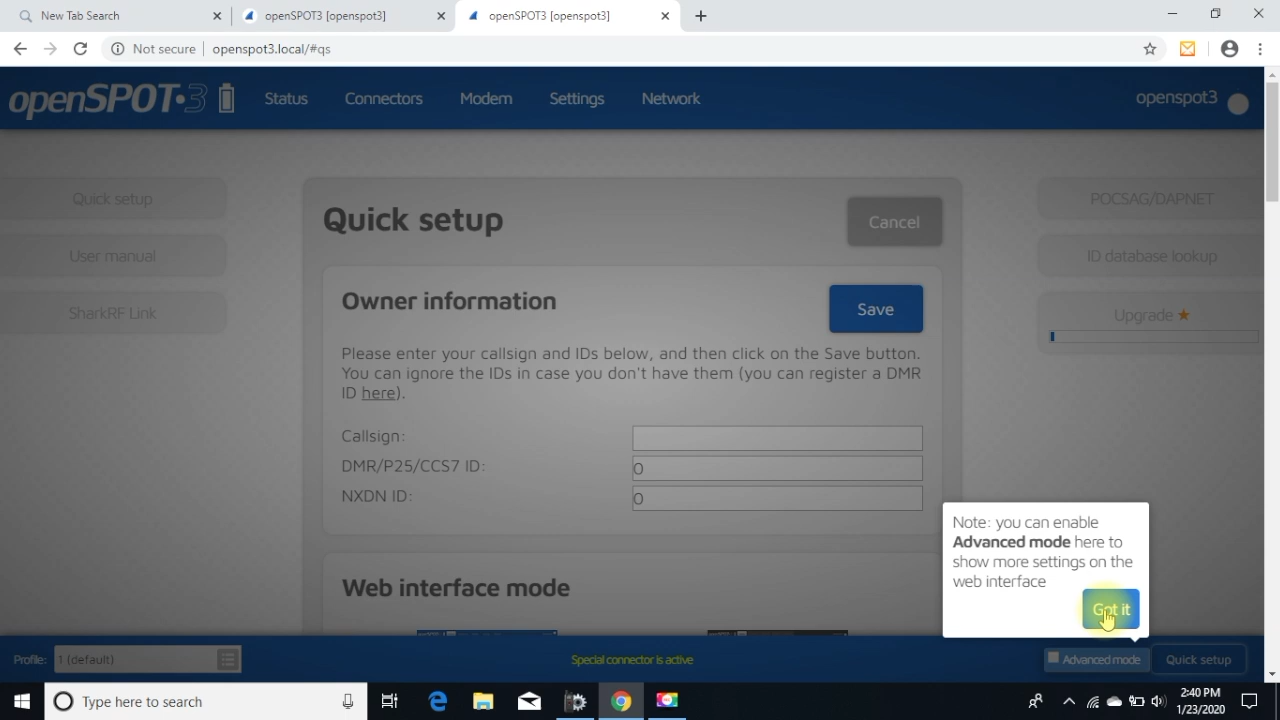 New Tab Search
openSPOT3 [openspot3]
openSPOT3 [openspot3]
Not secure
openspot3.local/#qs
openSPOT·3
Status
Connectors
Modem
Settings
Network
openspot3
Quick setup
User manual
SharkRF Link
Quick setup
Cancel
Owner information
Save
Please enter your callsign and IDs below, and then click on the Save button.
You can ignore the IDs in case you don't have them (you can register a DMR
ID here).
Callsign:
DMR/P25/CCS7 ID:
0
NXDN ID:
0
Web interface mode
POCSAG/DAPNET
ID database lookup
Upgrade ★
Note: you can enable
Advanced mode here to
show more settings on the
web interface
Got it
Profile:
1 (default)
Special connector is active
Advanced mode
Quick setup
Type here to search
2:40 PM
1/23/2020